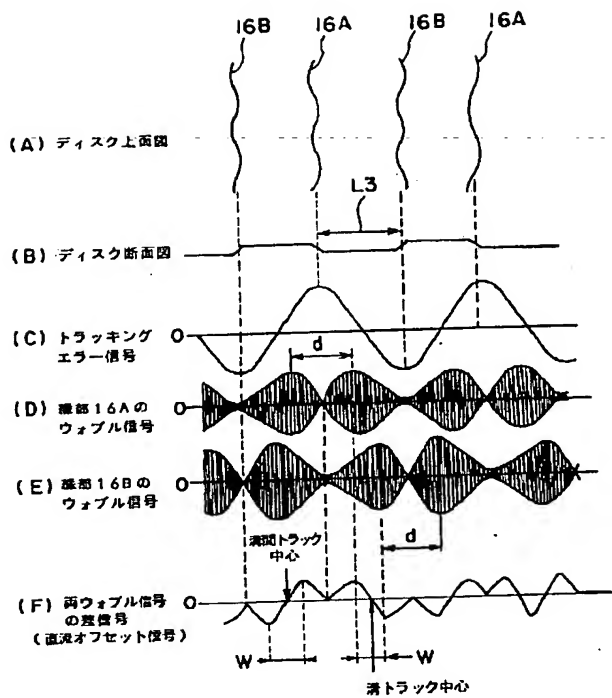 16B 16A 16B 16A
(A) ディスク上面図
L3
(B) ディスク断面図
(C) トラッキング
エラー信号
0
d
(D) 縁部16Aの
ウォブル信号
0
(E) 縁部16Bの
ウォブル信号
0
d
溝間トラック
中心
(F) 両ウォブル信号
の差信号
(直流オフセット信号)
0
W W
溝トラック中心